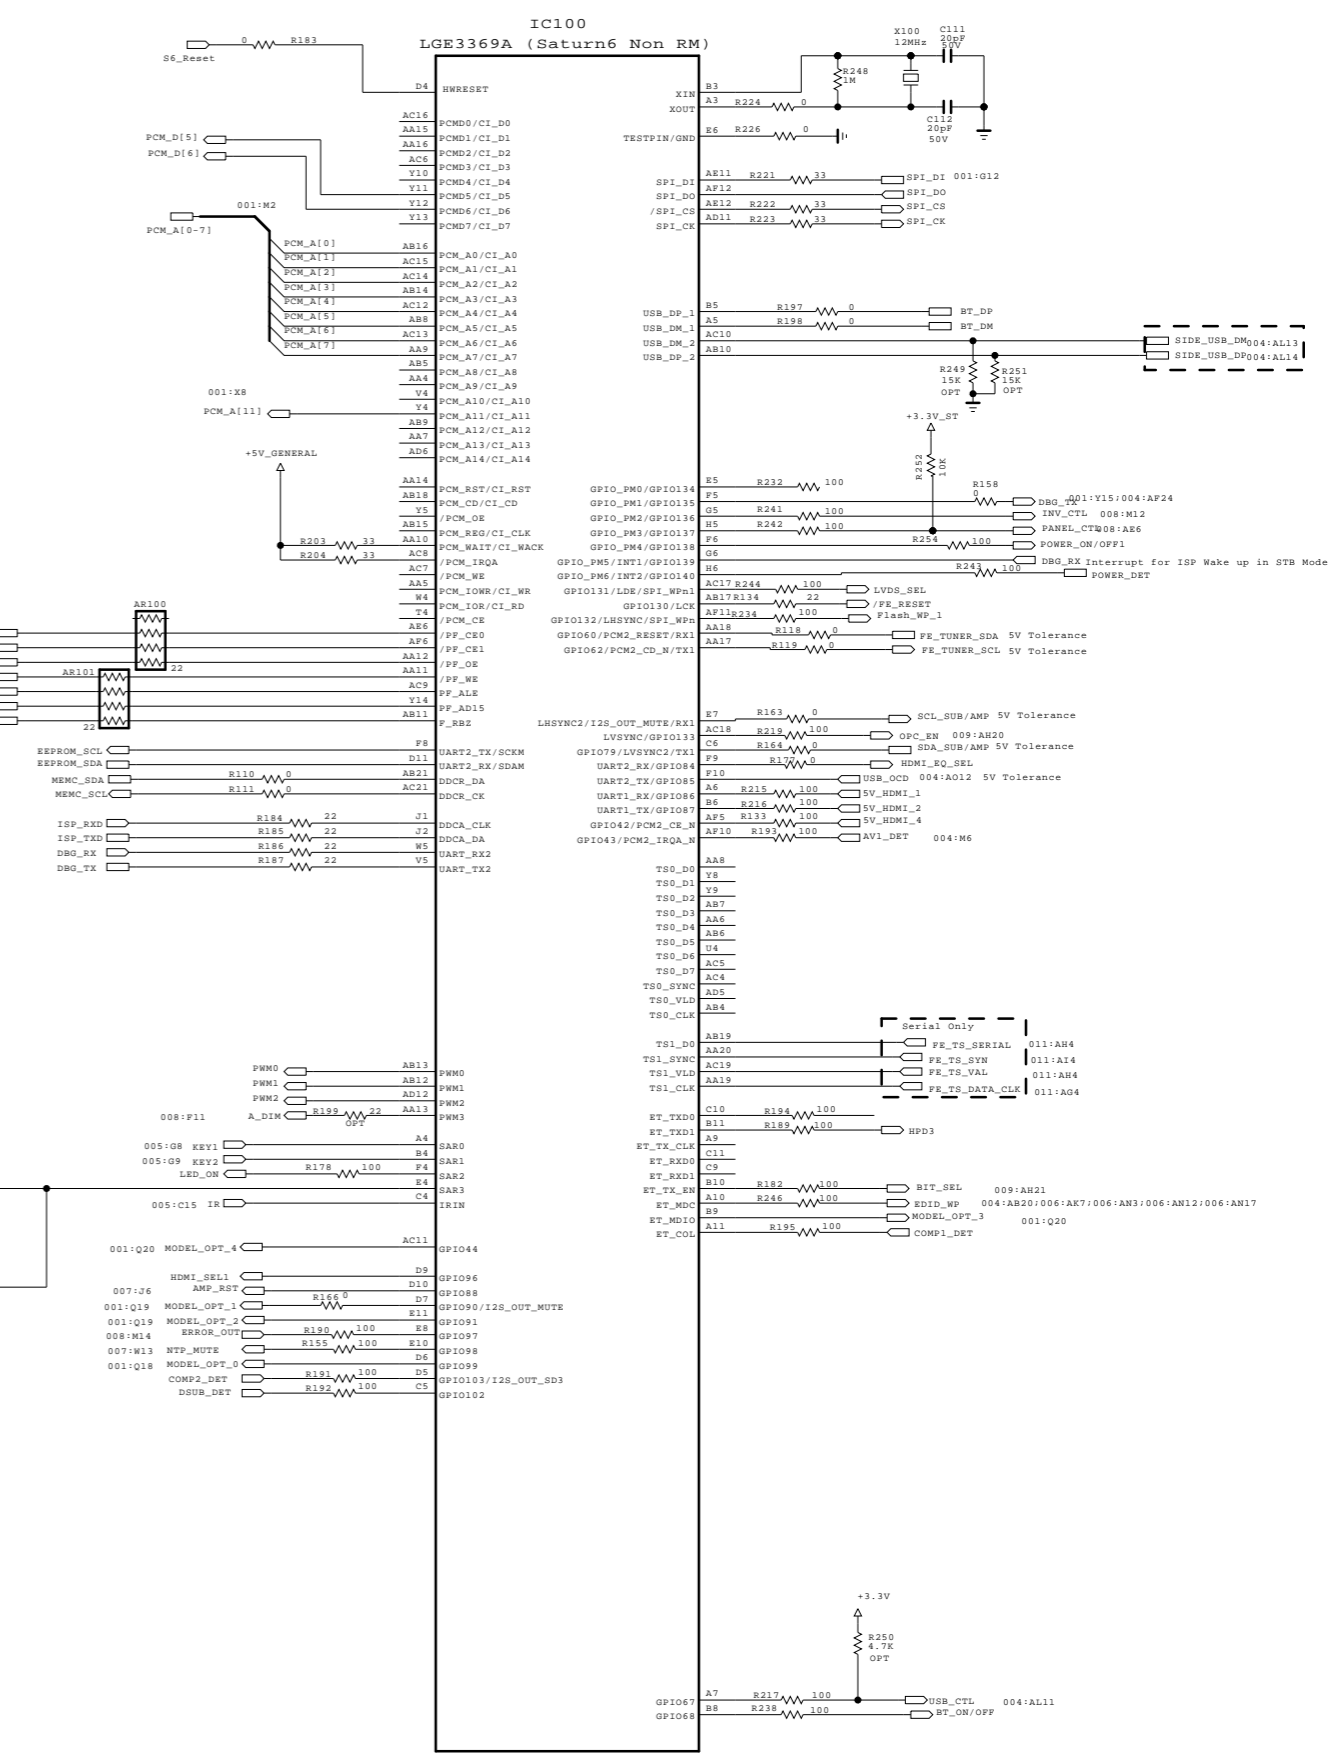 IC100
LGE3369A (Saturn6 Non RM)
S6_Reset
0 R183
D4 HWRESET
AC16 PCMD0/CI_D0
AA15 PCMD1/CI_D1
AA16 PCMD2/CI_D2
AC6 PCMD3/CI_D3
Y10 PCMD4/CI_D4
PCM_D[5] Y11 PCMD5/CI_D5
PCM_D[6] Y12 PCMD6/CI_D6
Y13 PCMD7/CI_D7
001:M2
PCM_A[0-7]
PCM_A[0] AB16 PCM_A0/CI_A0
PCM_A[1] AC15 PCM_A1/CI_A1
PCM_A[2] AC14 PCM_A2/CI_A2
PCM_A[3] AB14 PCM_A3/CI_A3
PCM_A[4] AC12 PCM_A4/CI_A4
PCM_A[5] AB8 PCM_A5/CI_A5
PCM_A[6] AC13 PCM_A6/CI_A6
PCM_A[7] AA9 PCM_A7/CI_A7
AB5 PCM_A8/CI_A8
AA4 PCM_A9/CI_A9
001:X8
V4 PCM_A10/CI_A10
PCM_A[11] Y4 PCM_A11/CI_A11
AB9 PCM_A12/CI_A12
AA7 PCM_A13/CI_A13
AD6 PCM_A14/CI_A14
+5V_GENERAL
AA14 PCM_RST/CI_RST
AB18 PCM_CD/CI_CD
Y5 /PCM_OE
AB15 PCM_REG/CI_CLK
R203 33 AA10 PCM_WAIT/CI_WACK
R204 33 AC8 /PCM_IRQA
AC7 /PCM_WE
AA5 PCM_IOWR/CI_WR
W4 PCM_IOR/CI_RD
AR100
T4 /PCM_CE
AE6 /PF_CE0
AF6 /PF_CE1
AA12 /PF_OE
22
AR101
AA11 /PF_WE
AC9 PF_ALE
Y14 PF_AD15
22 AB11 F_RBZ
EEPROM_SCL F8 UART2_TX/SCKM
EEPROM_SDA D11 UART2_RX/SDAM
MEMC_SDA R110 0 AB21 DDCR_DA
MEMC_SCL R111 0 AC21 DDCR_CK
ISP_RXD R184 22 J1 DDCA_CLK
ISP_TXD R185 22 J2 DDCA_DA
DBG_RX R186 22 W5 UART_RX2
DBG_TX R187 22 V5 UART_TX2
PWM0 AB13 PWM0
PWM1 AB12 PWM1
PWM2 AD12 PWM2
008:F11 A_DIM R199 22 AA13 PWM3
OPT
005:G8 KEY1 A4 SAR0
005:G9 KEY2 B4 SAR1
LED_ON R178 100 F4 SAR2
E4 SAR3
005:C15 IR C4 IRIN
001:Q20 MODEL_OPT_4 AC11 GPIO44
HDMI_SEL1 D9 GPIO96
007:J6 AMP_RST D10 GPIO88
001:Q19 MODEL_OPT_1 R166 0 D7 GPIO90/I2S_OUT_MUTE
001:Q19 MODEL_OPT_2 E11 GPIO91
008:M14 ERROR_OUT R190 100 E8 GPIO97
007:W13 NTP_MUTE R155 100 E10 GPIO98
001:Q18 MODEL_OPT_0 D6 GPIO99
COMP2_DET R191 100 D5 GPIO103/I2S_OUT_SD3
DSUB_DET R192 100 C5 GPIO102
X100
12MHz
C111
20pF
50V
R248
1M
C112
20pF
50V
XIN B3
XOUT A3 R224 0
TESTPIN/GND E6 R226 0
SPI_DI AE11 R221 33 SPI_DI 001:G12
SPI_DO AF12 SPI_DO
/SPI_CS AE12 R222 33 SPI_CS
SPI_CK AD11 R223 33 SPI_CK
USB_DP_1 B5 R197 0 BT_DP
USB_DM_1 A5 R198 0 BT_DM
USB_DM_2 AC10 SIDE_USB_DM 004:AL13
USB_DP_2 AB10 SIDE_USB_DP 004:AL14
R249
15K
OPT
R251
15K
OPT
+3.3V_ST
R252
10K
GPIO_PM0/GPIO134 E5 R232 100
GPIO_PM1/GPIO135 F5 R158 0 DBG_TX 001:Y15;004:AF24
GPIO_PM2/GPIO136 G5 R241 100 INV_CTL 008:M12
GPIO_PM3/GPIO137 H5 R242 100 PANEL_CTL 008:AE6
GPIO_PM4/GPIO138 F6 R254 100 POWER_ON/OFF1
GPIO_PM5/INT1/GPIO139 G6 DBG_RX Interrupt for ISP Wake up in STB Mode
GPIO_PM6/INT2/GPIO140 H6 R243 100 POWER_DET
GPIO131/LDE/SPI_WPn1 AC17 R244 100 LVDS_SEL
GPIO130/LCK AB17 R134 22 /FE_RESET
GPIO132/LHSYNC/SPI_WPn AF11 R234 100 Flash_WP_1
GPIO60/PCM2_RESET/RX1 AA18 R118 0 FE_TUNER_SDA 5V Tolerance
GPIO62/PCM2_CD_N/TX1 AA17 R119 0 FE_TUNER_SCL 5V Tolerance
LHSYNC2/I2S_OUT_MUTE/RX1 E7 R163 0 SCL_SUB/AMP 5V Tolerance
LVSYNC/GPIO133 AC18 R219 100 OPC_EN 009:AH20
GPIO79/LVSYNC2/TX1 C6 R164 0 SDA_SUB/AMP 5V Tolerance
UART2_RX/GPIO84 F9 R177 0 HDMI_EQ_SEL
UART2_TX/GPIO85 F10 USB_OCD 004:AO12 5V Tolerance
UART1_RX/GPIO86 A6 R215 100 5V_HDMI_1
UART1_TX/GPIO87 B6 R216 100 5V_HDMI_2
GPIO42/PCM2_CE_N AF5 R133 100 5V_HDMI_4
GPIO43/PCM2_IRQA_N AF10 R193 100 AV1_DET 004:M6
TS0_D0 AA8
TS0_D1 Y8
TS0_D2 Y9
TS0_D3 AB7
TS0_D4 AA6
TS0_D5 AB6
TS0_D6 U4
TS0_D7 AC5
TS0_SYNC AC4
TS0_VLD AD5
TS0_CLK AB4
Serial Only
TS1_D0 AB19 FE_TS_SERIAL 011:AH4
TS1_SYNC AA20 FE_TS_SYN 011:AI4
TS1_VLD AC19 FE_TS_VAL 011:AH4
TS1_CLK AA19 FE_TS_DATA_CLK 011:AG4
ET_TXD0 C10 R194 100
ET_TXD1 B11 R189 100 HPD3
ET_TX_CLK A9
ET_RXD0 C11
ET_RXD1 C9
ET_TX_EN B10 R182 100 BIT_SEL 009:AH21
ET_MDC A10 R246 100 EDID_WP 004:AB20;006:AK7;006:AN3;006:AN12;006:AN17
ET_MDIO B9 MODEL_OPT_3 001:Q20
ET_COL A11 R195 100 COMP1_DET
+3.3V
R250
4.7K
OPT
GPIO67 A7 R217 100 USB_CTL 004:AL11
GPIO68 B8 R238 100 BT_ON/OFF